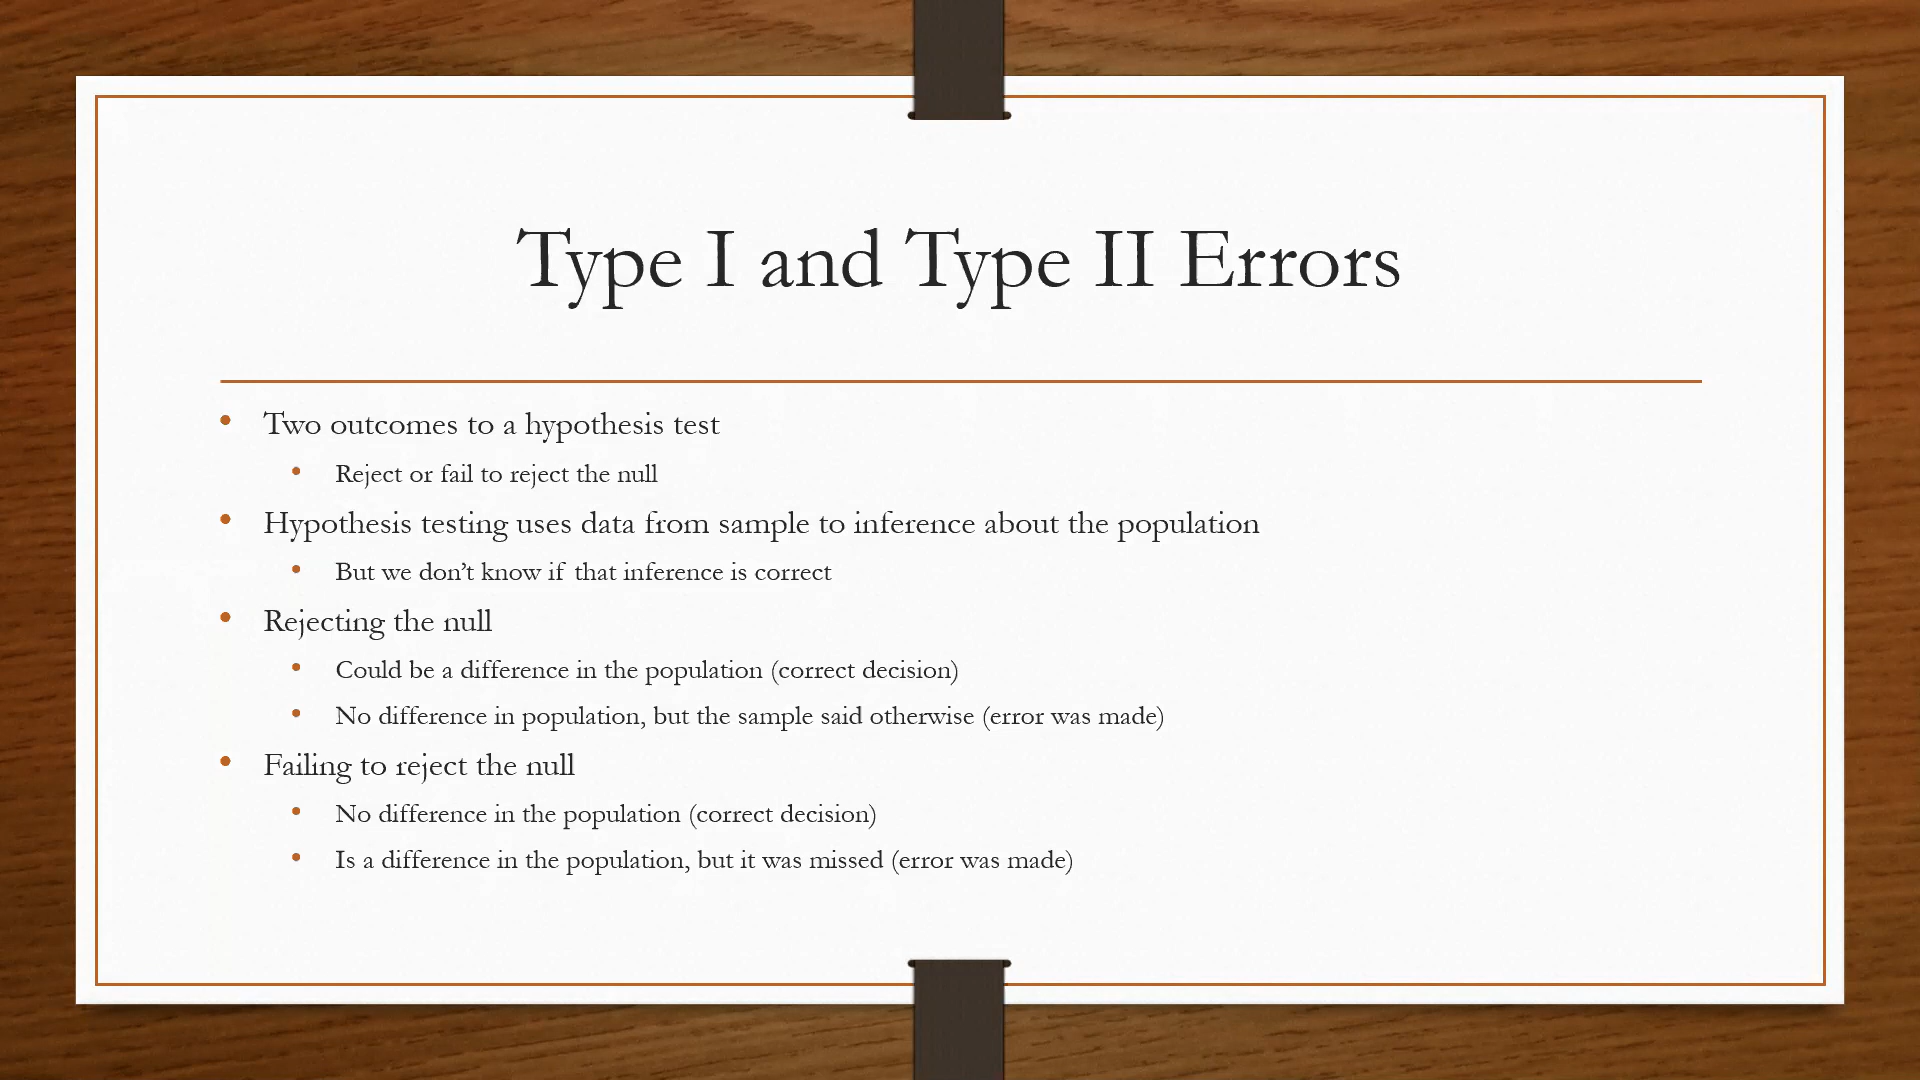 Type I and Type II Errors
• Two outcomes to a hypothesis test
• Reject or fail to reject the null
• Hypothesis testing uses data from sample to inference about the population
• But we don’t know if that inference is correct
• Rejecting the null
• Could be a difference in the population (correct decision)
• No difference in population, but the sample said otherwise (error was made)
• Failing to reject the null
• No difference in the population (correct decision)
• Is a difference in the population, but it was missed (error was made)